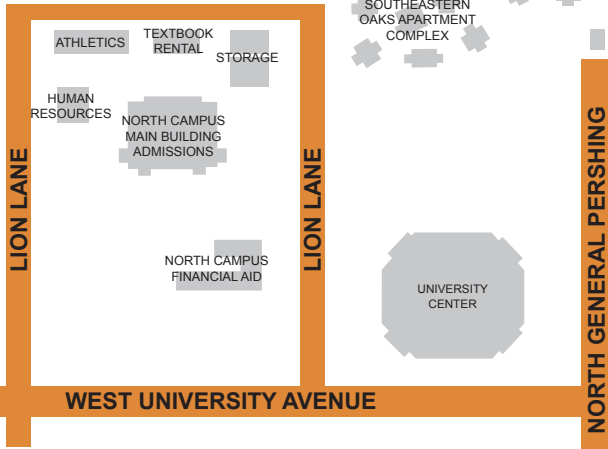 SOUTHEASTERN
OAKS APARTMENT
COMPLEX
ATHLETICS
TEXTBOOK
RENTAL
STORAGE
HUMAN
RESOURCES
NORTH CAMPUS
MAIN BUILDING
ADMISSIONS
LION LANE
LION LANE
NORTH GENERAL PERSHING
NORTH CAMPUS
FINANCIAL AID
UNIVERSITY
CENTER
WEST UNIVERSITY AVENUE